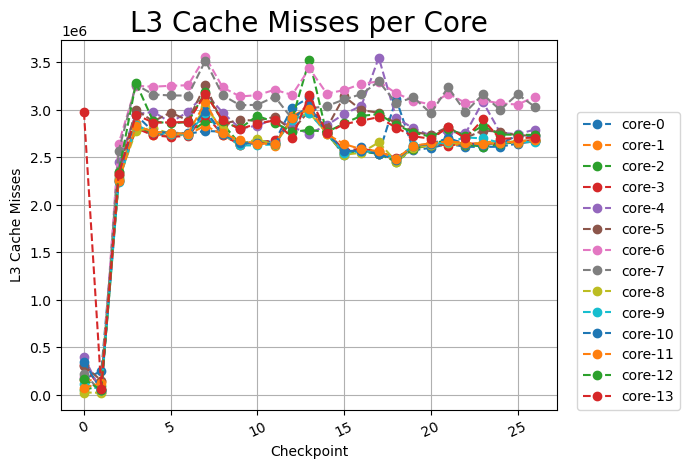 L3 Cache Misses per Core
1e6
3.5
3.0
2.5
2.0
1.5
1.0
0.5
0.0
L3 Cache Misses
0
5
10
15
20
25
Checkpoint
core-0
core-1
core-2
core-3
core-4
core-5
core-6
core-7
core-8
core-9
core-10
core-11
core-12
core-13